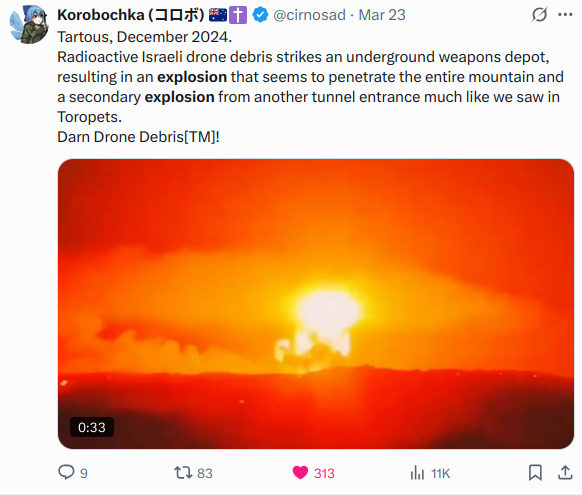 Korobochka (コロボ) 🇦🇺✝️ @cirnosad · Mar 23
Tartous, December 2024.
Radioactive Israeli drone debris strikes an underground weapons depot,
resulting in an explosion that seems to penetrate the entire mountain and
a secondary explosion from another tunnel entrance much like we saw in
Toropets.
Darn Drone Debris[TM]!
0:33
9 83 313 11K